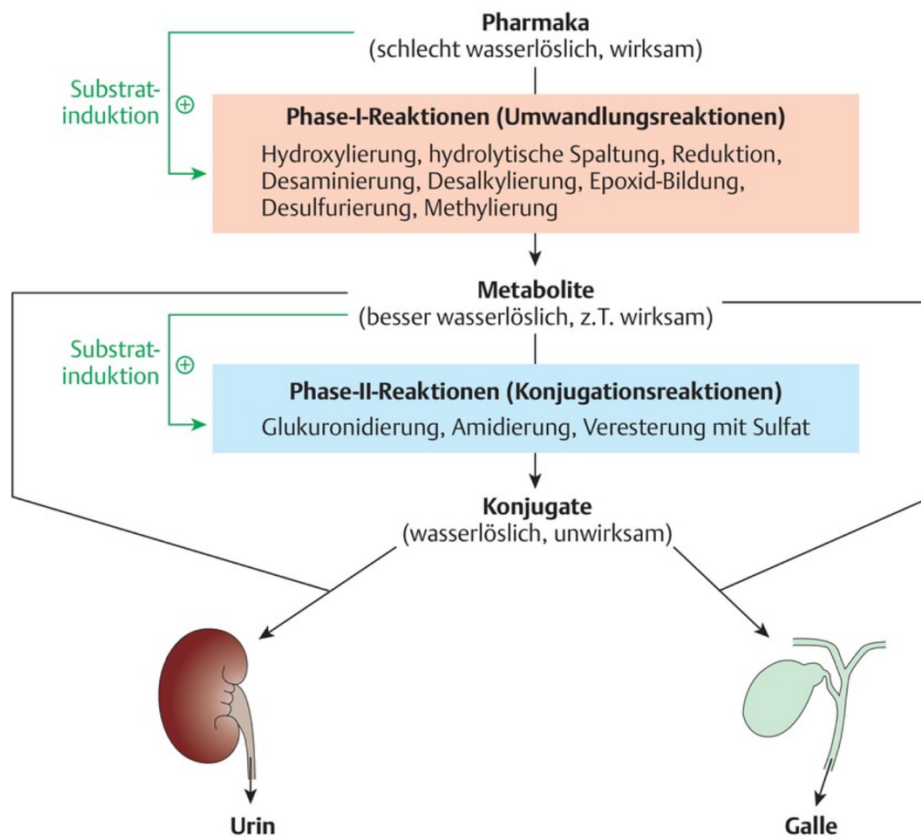 Pharmaka
(schlecht wasserlöslich, wirksam)
Substrat-
induktion
+
Phase-I-Reaktionen (Umwandlungsreaktionen)
Hydroxylierung, hydrolytische Spaltung, Reduktion,
Desaminierung, Desalkylierung, Epoxid-Bildung,
Desulfurierung, Methylierung
Metabolite
(besser wasserlöslich, z.T. wirksam)
Substrat-
induktion
+
Phase-II-Reaktionen (Konjugationsreaktionen)
Glukuronidierung, Amidierung, Veresterung mit Sulfat
Konjugate
(wasserlöslich, unwirksam)
Urin
Galle